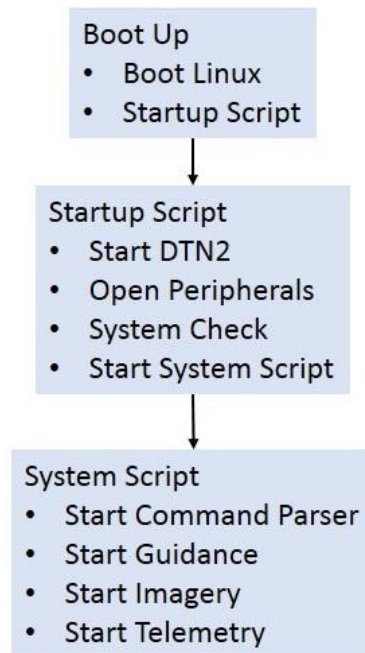 Boot Up
• Boot Linux
• Startup Script
Startup Script
• Start DTN2
• Open Peripherals
• System Check
• Start System Script
System Script
• Start Command Parser
• Start Guidance
• Start Imagery
• Start Telemetry